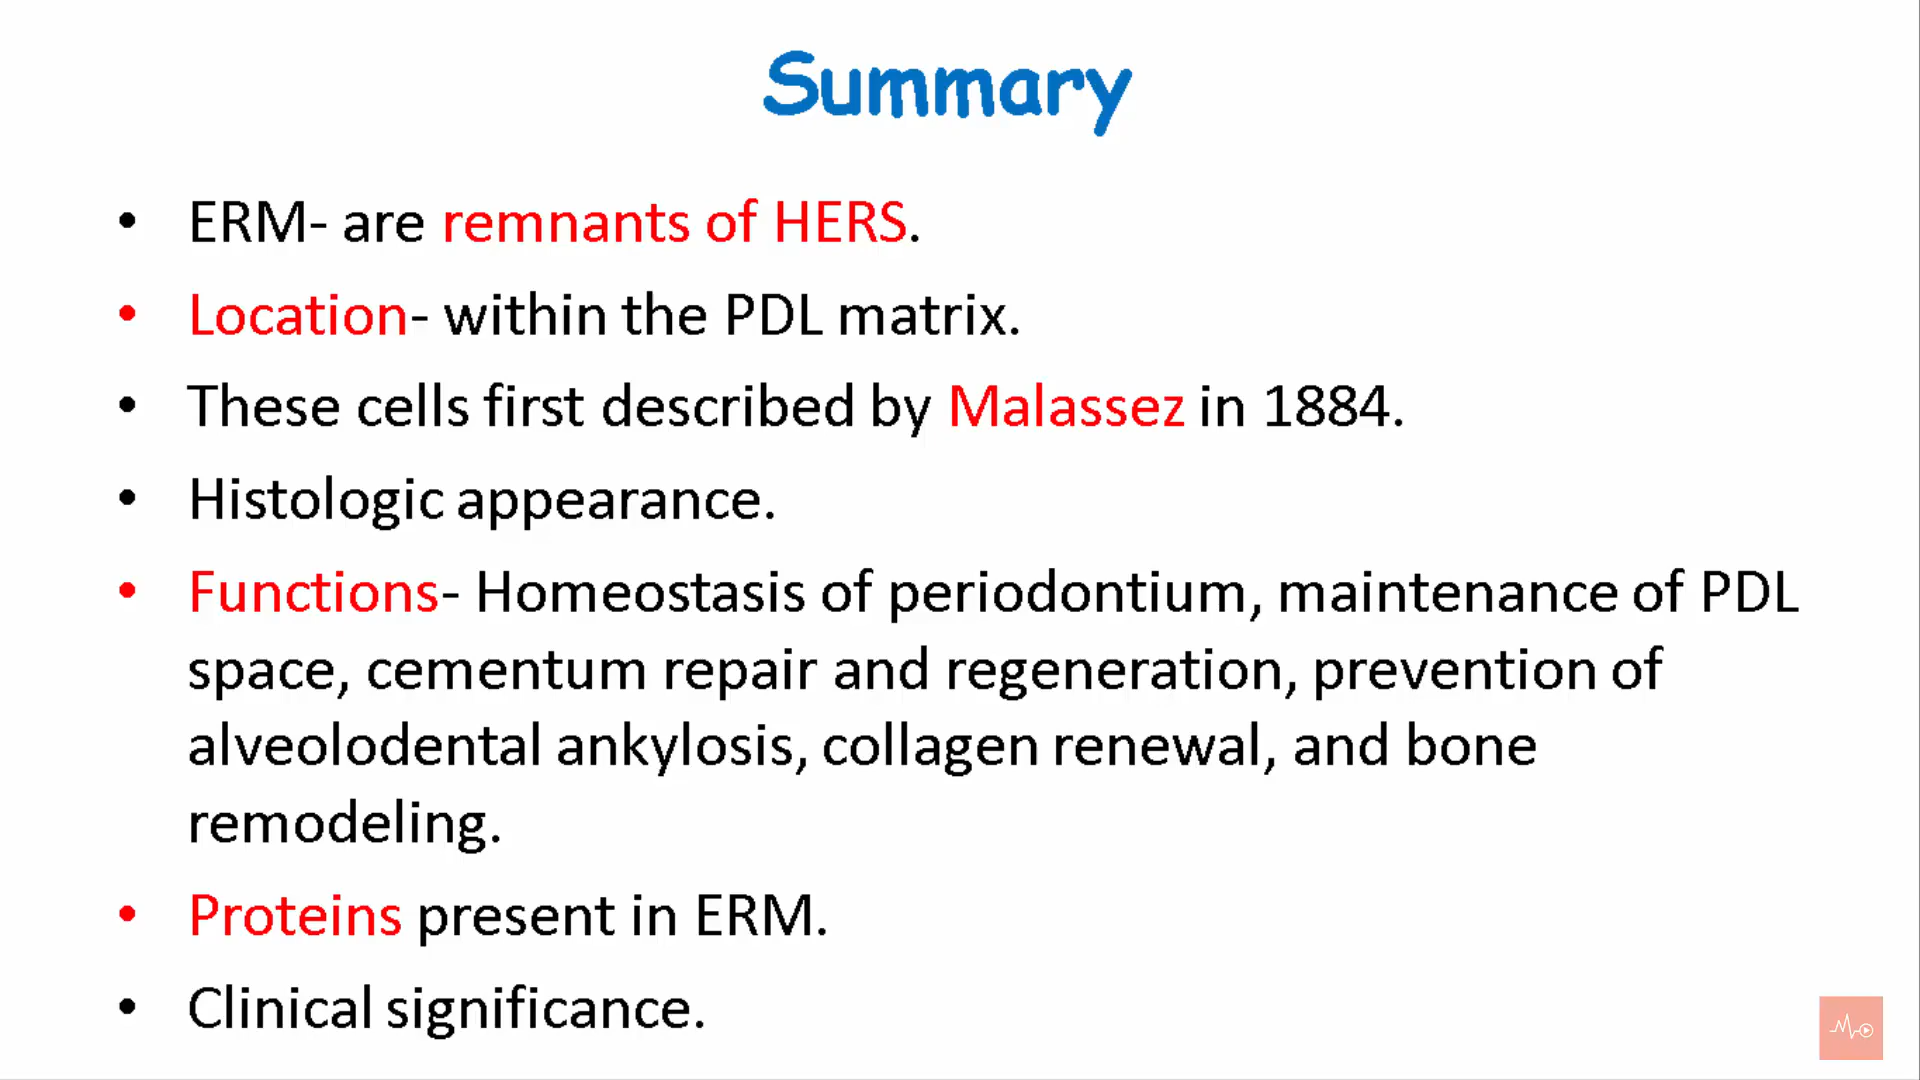 Summary
• ERM- are remnants of HERS.
• Location- within the PDL matrix.
• These cells first described by Malassez in 1884.
• Histologic appearance.
• Functions- Homeostasis of periodontium, maintenance of PDL
space, cementum repair and regeneration, prevention of
alveolodental ankylosis, collagen renewal, and bone
remodeling.
• Proteins present in ERM.
• Clinical significance.